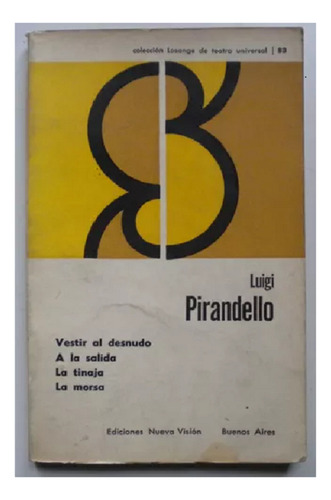 colección Losange de teatro universal | 53
Luigi
Pirandello
Vestir al desnudo
A la salida
La tinaja
La morsa
Ediciones Nueva Visión Buenos Aires